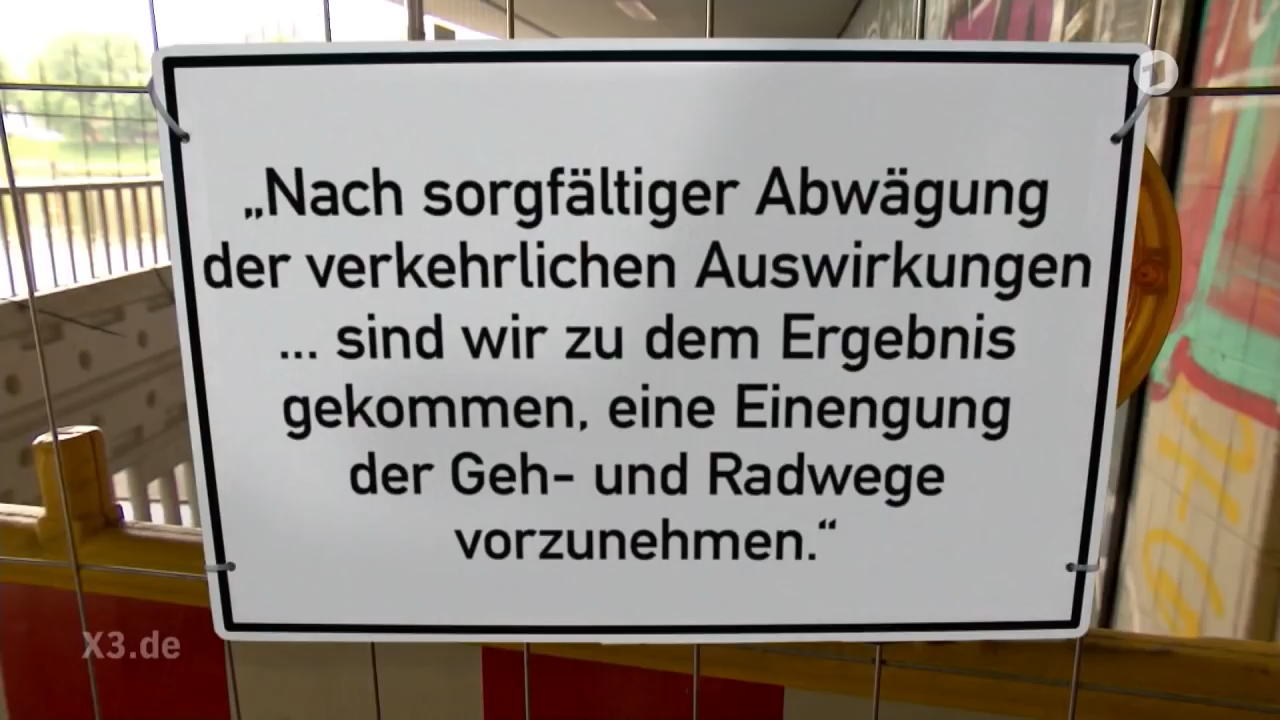 1
„Nach sorgfältiger Abwägung
der verkehrlichen Auswirkungen
... sind wir zu dem Ergebnis
gekommen, eine Einengung
der Geh- und Radwege
vorzunehmen.“
X3.de